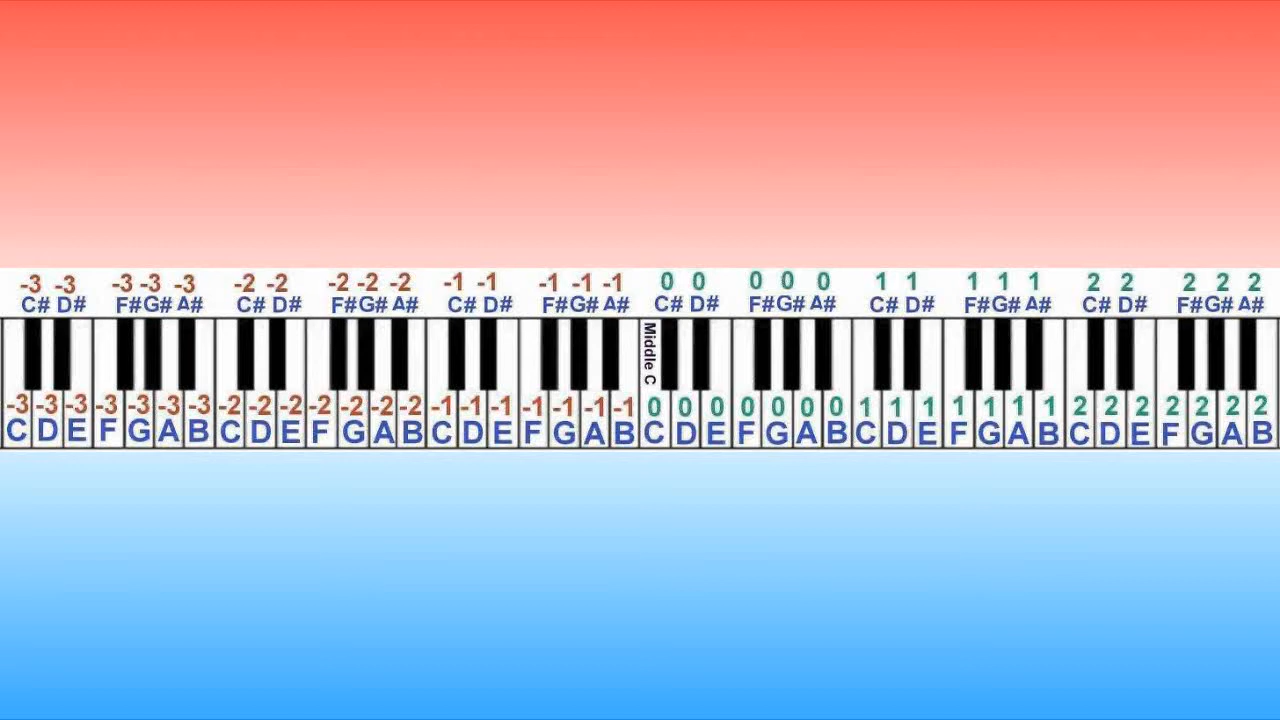 -3 -3 -3 -3 -3 -2 -2 -2 -2 -2 -1 -1 -1 -1 -1 0 0 0 0 0 1 1 1 1 1 2 2 2 2 2
C# D# F# G# A# C# D# F# G# A# C# D# F# G# A# C# D# F# G# A# C# D# F# G# A# C# D# F# G# A#
Middle C
-3 -3 -3 -3 -3 -3 -3 -2 -2 -2 -2 -2 -2 -2 -1 -1 -1 -1 -1 -1 -1 0 0 0 0 0 0 0 1 1 1 1 1 1 1 2 2 2 2 2 2 2
C D E F G A B C D E F G A B C D E F G A B C D E F G A B C D E F G A B C D E F G A B